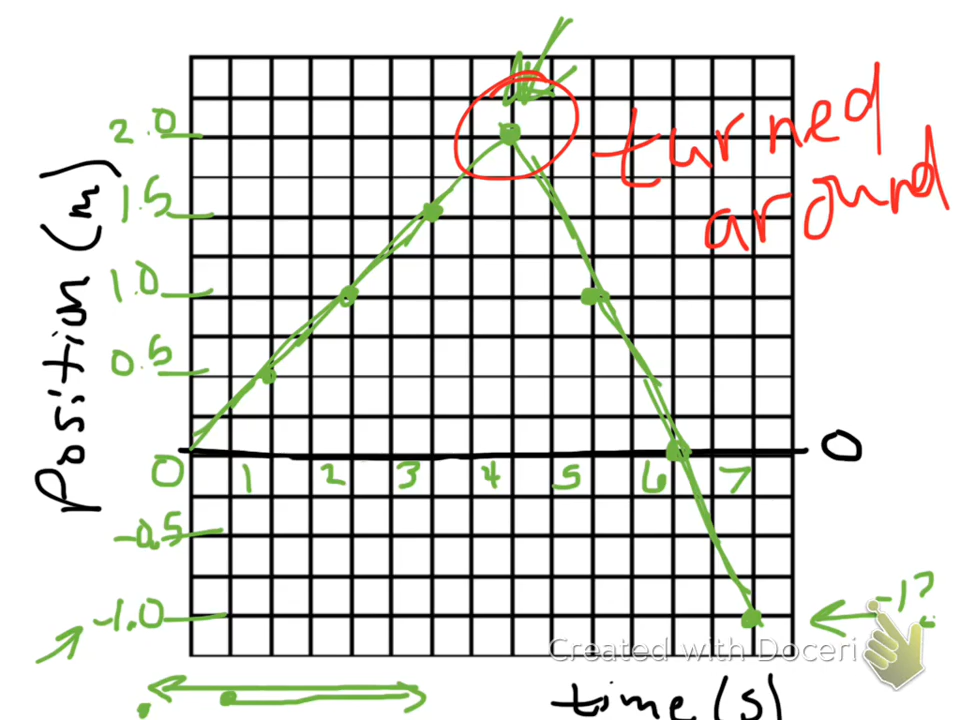 2.0
turned
around
1.5
1.0
0.5
Position (m)
0
0
1 2 3 4 5 6 7
-0.5
-1.0
-1?
Created with Doceri
time (s)